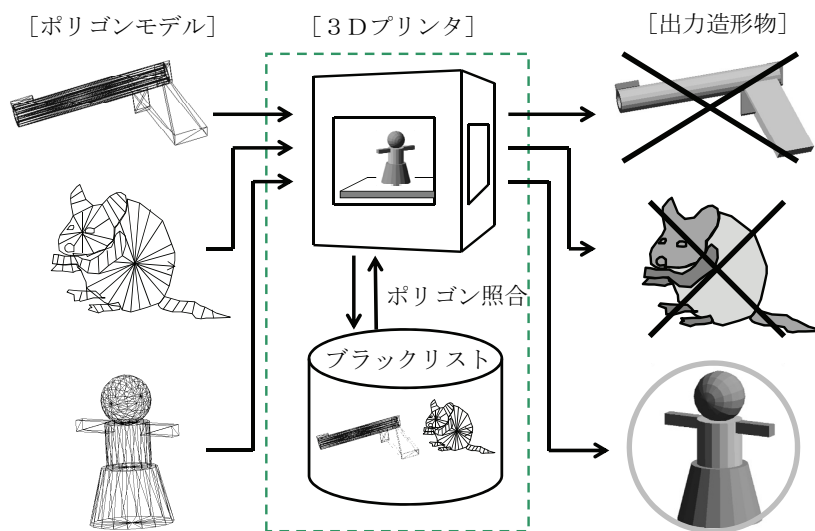 ［ポリゴンモデル］
［３Ｄプリンタ］
［出力造形物］
ポリゴン照合
ブラックリスト